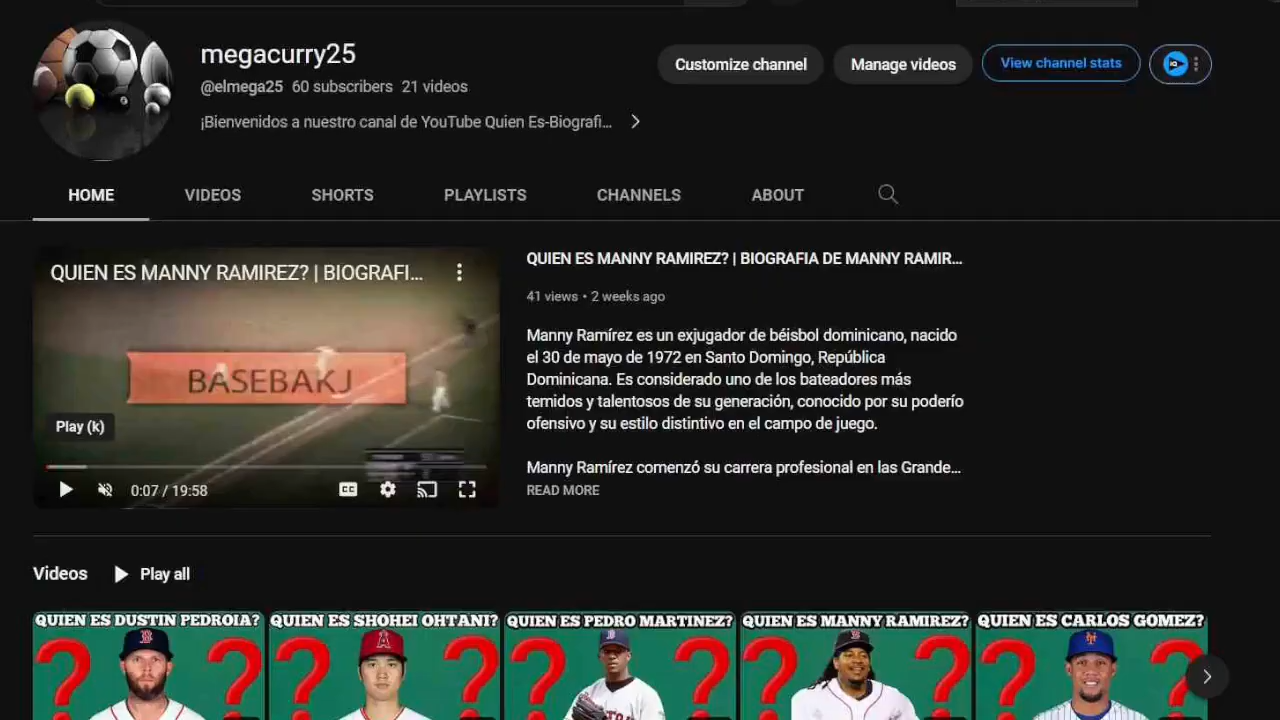 megacurry25
@elmega25 60 subscribers 21 videos
¡Bienvenidos a nuestro canal de YouTube Quien Es-Biografi...
Customize channel
Manage videos
View channel stats
HOME
VIDEOS
SHORTS
PLAYLISTS
CHANNELS
ABOUT
QUIEN ES MANNY RAMIREZ? | BIOGRAFI...
BASEBAKJ
Play (k)
0:07 / 19:58
CC
QUIEN ES MANNY RAMIREZ? | BIOGRAFIA DE MANNY RAMIR...
41 views • 2 weeks ago
Manny Ramírez es un exjugador de béisbol dominicano, nacido
el 30 de mayo de 1972 en Santo Domingo, República
Dominicana. Es considerado uno de los bateadores más
temidos y talentosos de su generación, conocido por su poderío
ofensivo y su estilo distintivo en el campo de juego.
Manny Ramírez comenzó su carrera profesional en las Grande...
READ MORE
Videos
Play all
QUIEN ES DUSTIN PEDROIA?
QUIEN ES SHOHEI OHTANI?
QUIEN ES PEDRO MARTINEZ?
QUIEN ES MANNY RAMIREZ?
QUIEN ES CARLOS GOMEZ?